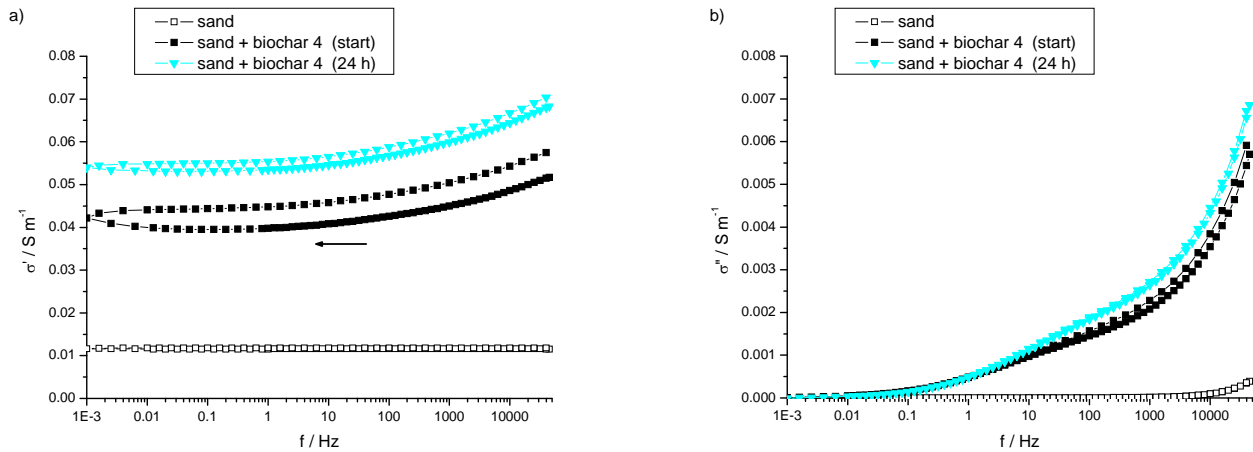 a)
sand
sand + biochar 4 (start)
sand + biochar 4 (24 h)
0.08
0.07
0.06
0.05
0.04
0.03
0.02
0.01
0.00
σ' / S m⁻¹
1E-3 0.01 0.1 1 10 100 1000 10000
f / Hz
b)
sand
sand + biochar 4 (start)
sand + biochar 4 (24 h)
0.008
0.007
0.006
0.005
0.004
0.003
0.002
0.001
0.000
σ'' / S m⁻¹
1E-3 0.01 0.1 1 10 100 1000 10000
f / Hz